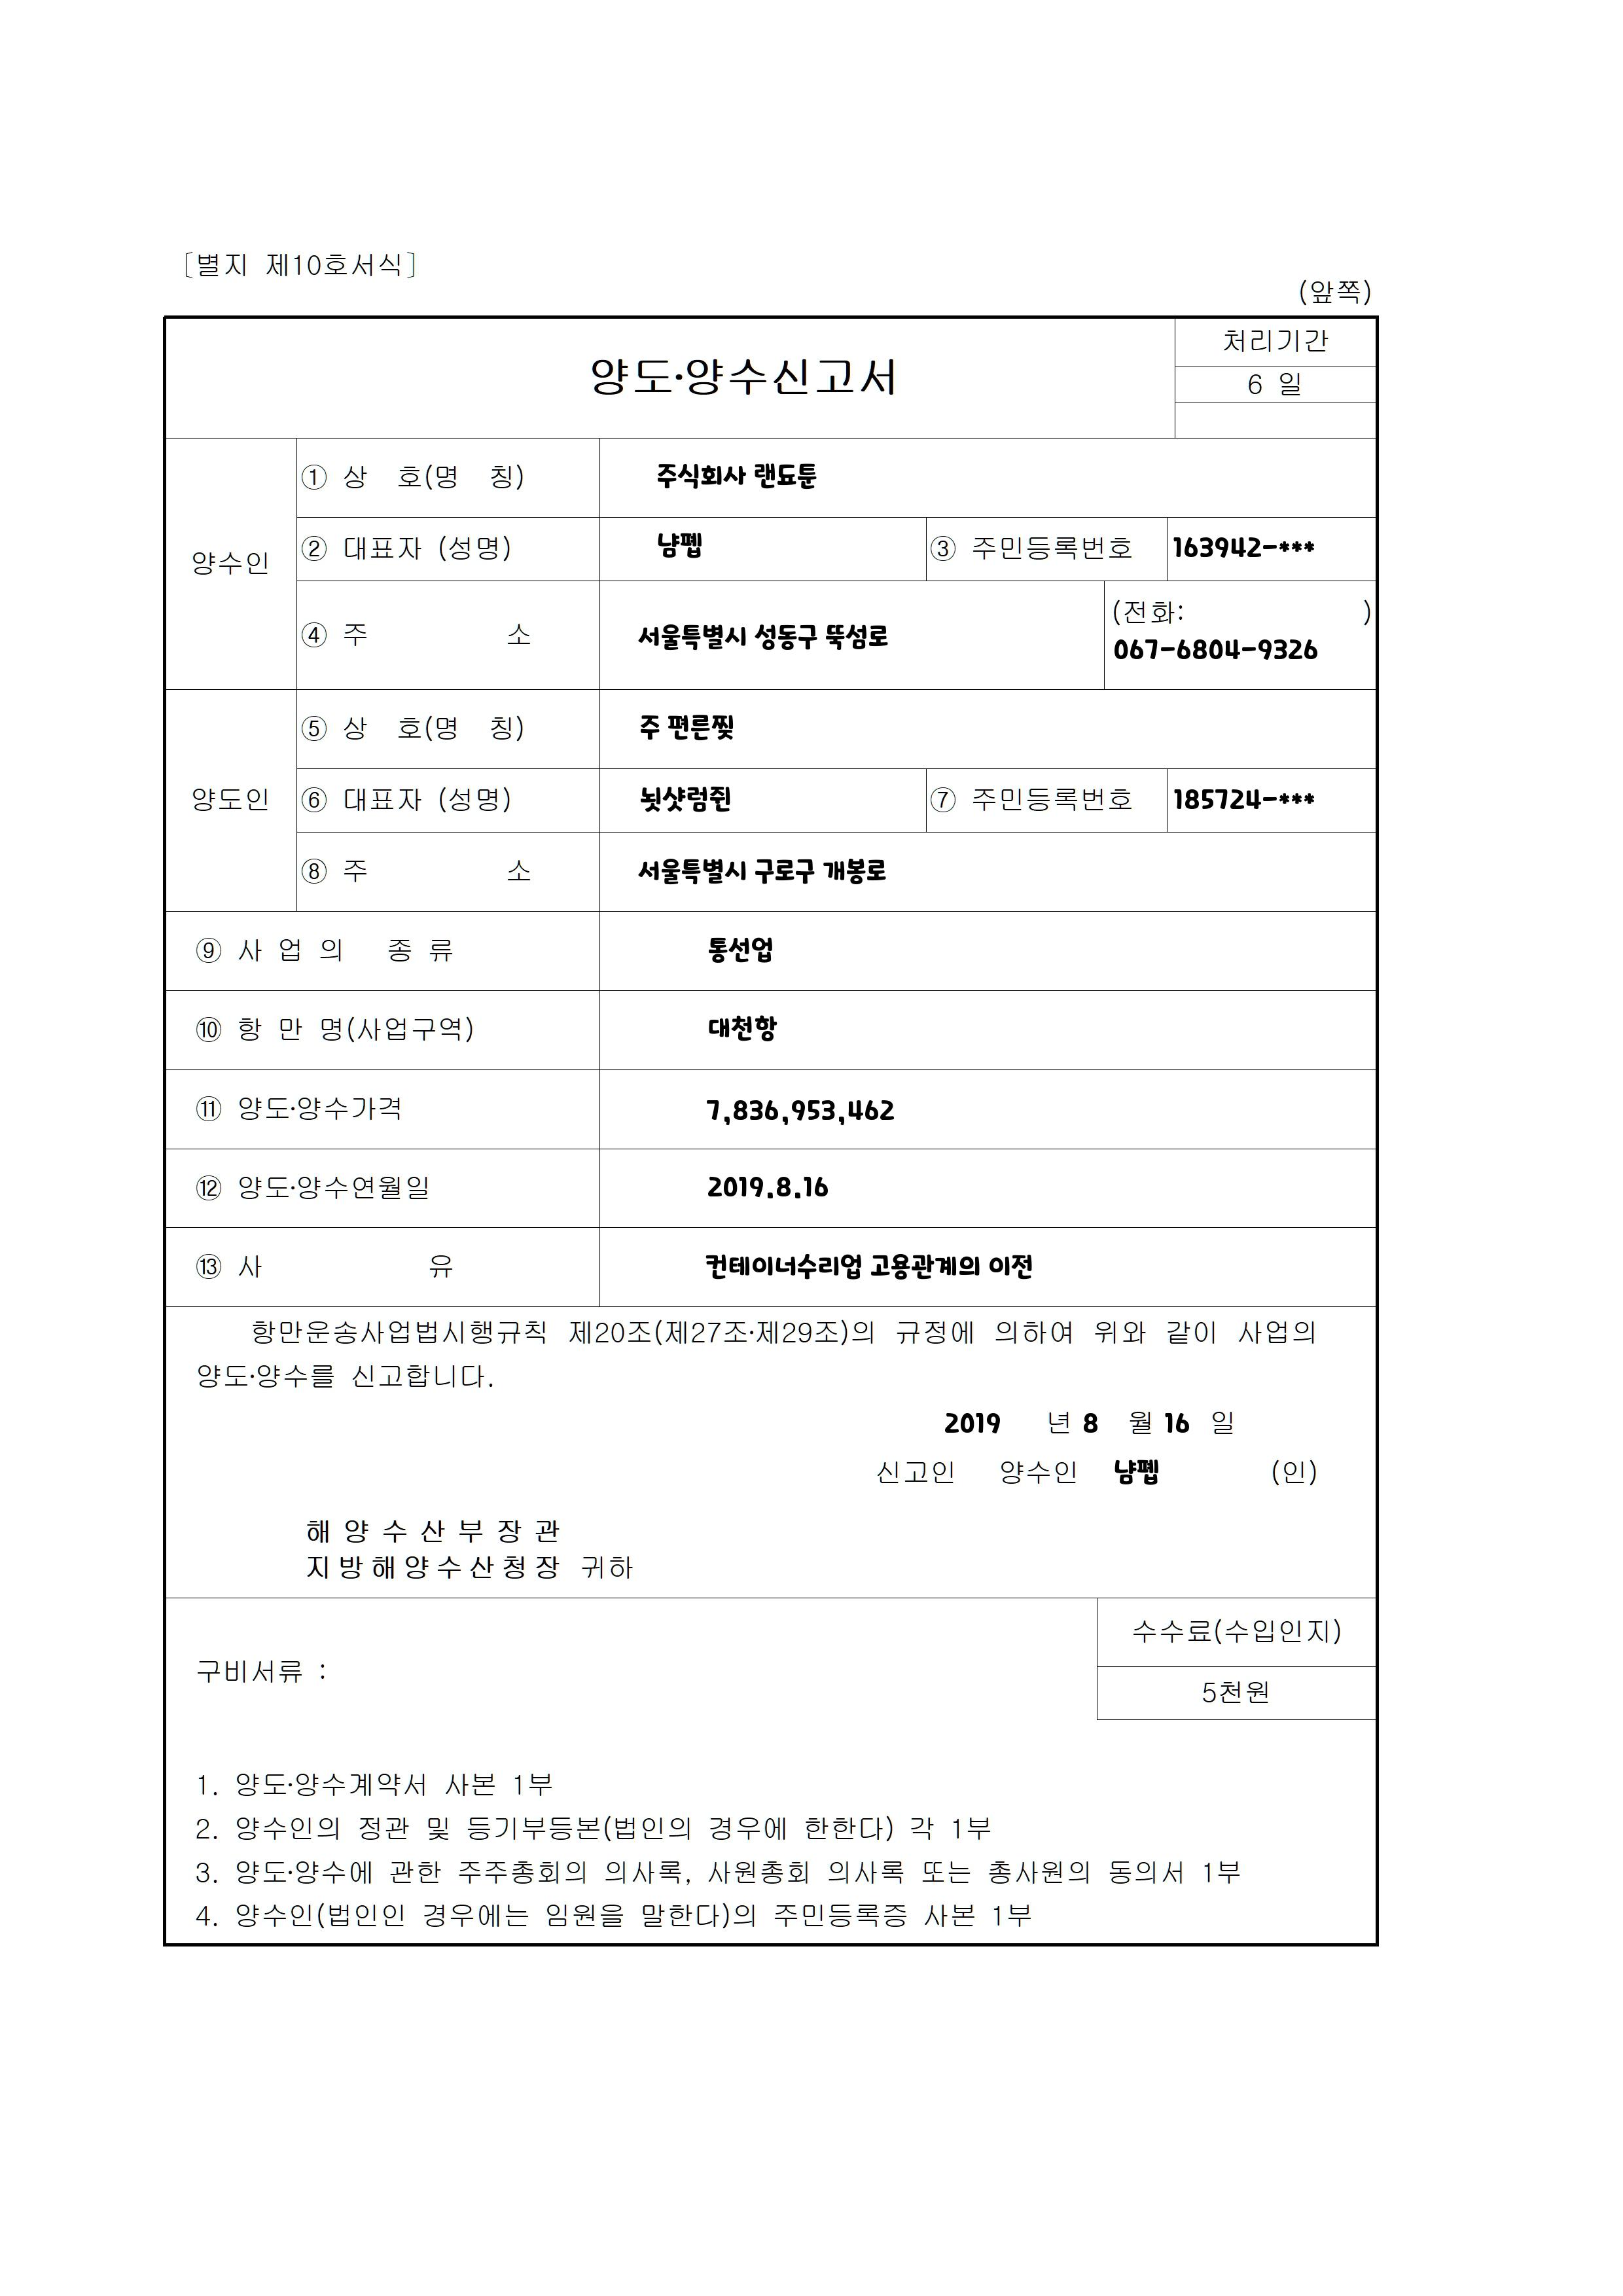 [별지 제10호서식]
(앞쪽)
양도·양수신고서
처리기간
6 일
양수인
① 상 호(명 칭) 주식회사 랜됴툰
② 대표자 (성명) 냠펩 ③ 주민등록번호 163942-***
④ 주 소 서울특별시 성동구 뚝섬로
(전화: )
067-6804-9326
양도인
⑤ 상 호(명 칭) 주 편른찢
⑥ 대표자 (성명) 뇟샷럼쥔 ⑦ 주민등록번호 185724-***
⑧ 주 소 서울특별시 구로구 개봉로
⑨ 사 업 의 종 류 통선업
⑩ 항 만 명(사업구역) 대천항
⑪ 양도·양수가격 7,836,953,462
⑫ 양도·양수연월일 2019.8.16
⑬ 사 유 컨테이너수리업 고용관계의 이전
항만운송사업법시행규칙 제20조(제27조·제29조)의 규정에 의하여 위와 같이 사업의
양도·양수를 신고합니다.
2019 년 8 월 16 일
신고인 양수인 냠펩 (인)
해 양 수 산 부 장 관
지 방 해 양 수 산 청 장 귀하
구비서류 :
수수료(수입인지)
5천원
1. 양도·양수계약서 사본 1부
2. 양수인의 정관 및 등기부등본(법인의 경우에 한한다) 각 1부
3. 양도·양수에 관한 주주총회의 의사록, 사원총회 의사록 또는 총사원의 동의서 1부
4. 양수인(법인인 경우에는 임원을 말한다)의 주민등록증 사본 1부